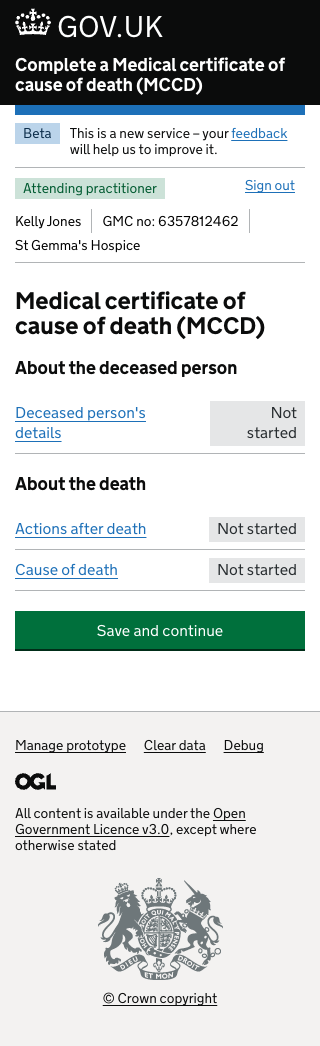 GOV.UK
Complete a Medical certificate of
cause of death (MCCD)
Beta
This is a new service – your feedback
will help us to improve it.
Attending practitioner
Sign out
Kelly Jones
GMC no: 6357812462
St Gemma's Hospice
Medical certificate of
cause of death (MCCD)
About the deceased person
Deceased person's
details
Not
started
About the death
Actions after death
Not started
Cause of death
Not started
Save and continue
Manage prototype
Clear data
Debug
OGL
All content is available under the Open
Government Licence v3.0, except where
otherwise stated
DIEU ET MON
© Crown copyright